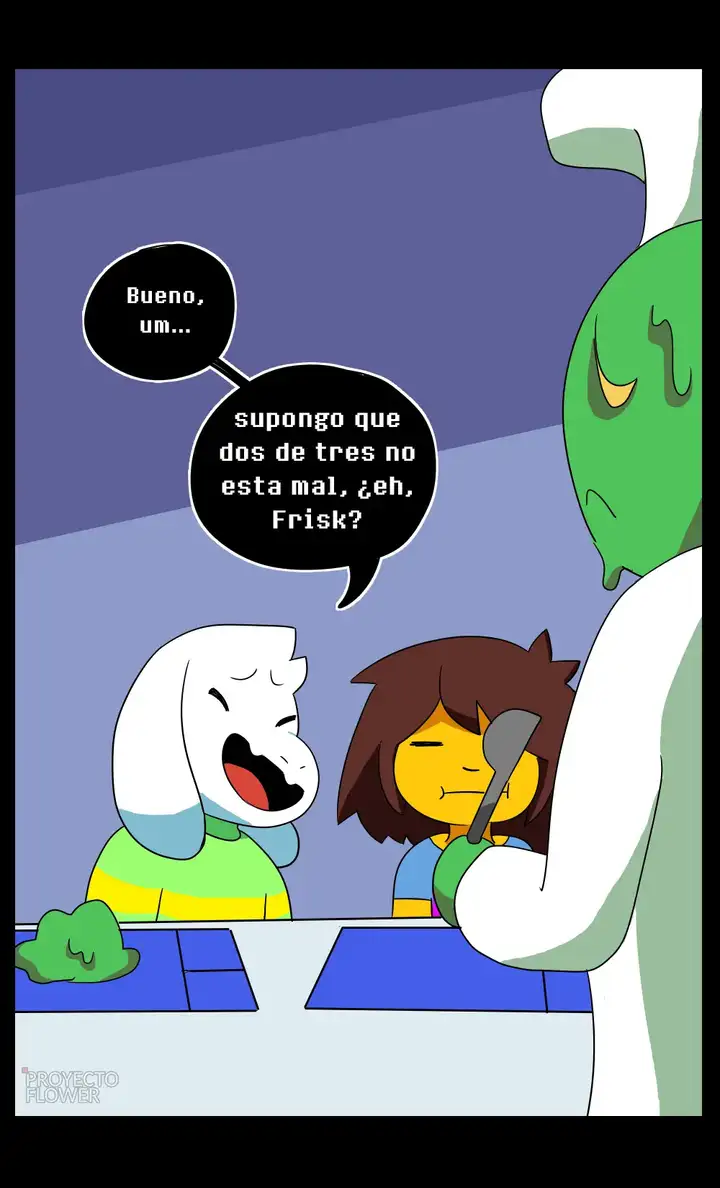 Bueno,
um...
supongo que
dos de tres no
esta mal, ¿eh,
Frisk?
PROYECTO
FLOWER